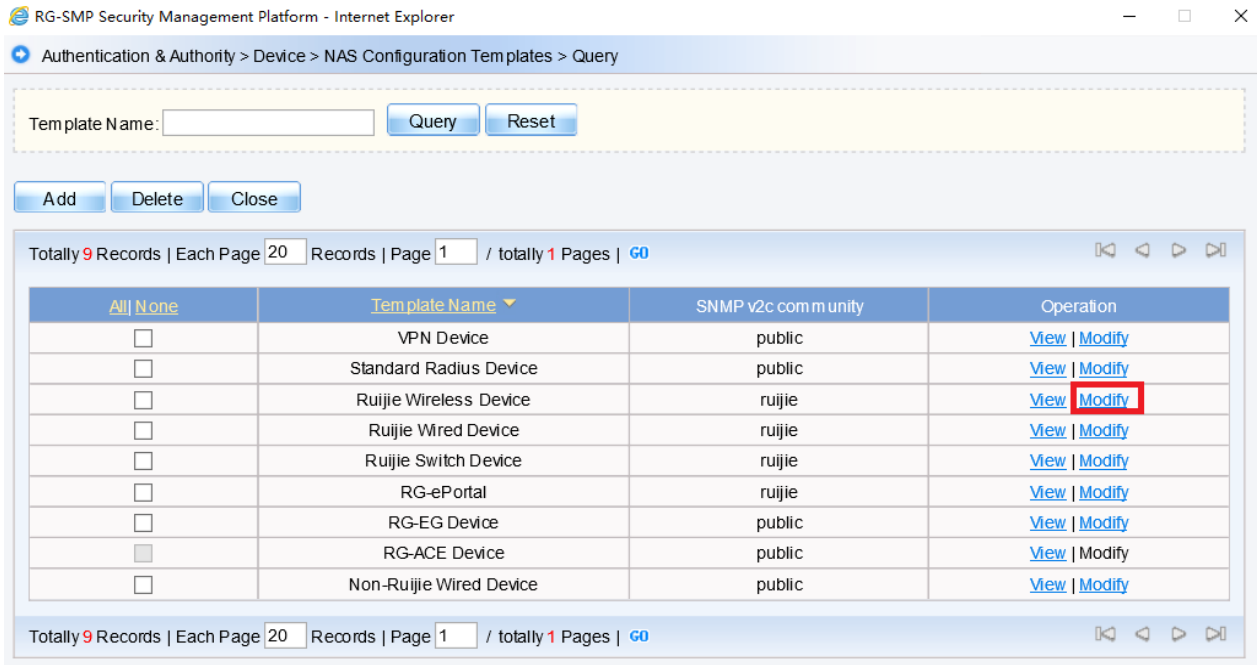 RG-SMP Security Management Platform - Internet Explorer
Authentication & Authority > Device > NAS Configuration Templates > Query
Template Name: Query Reset
Add Delete Close
Totally 9 Records | Each Page 20 Records | Page 1 / totally 1 Pages | GO
All| None Template Name SNMP v2c community Operation
VPN Device public View | Modify
Standard Radius Device public View | Modify
Ruijie Wireless Device ruijie View | Modify
Ruijie Wired Device ruijie View | Modify
Ruijie Switch Device ruijie View | Modify
RG-ePortal ruijie View | Modify
RG-EG Device public View | Modify
RG-ACE Device public View | Modify
Non-Ruijie Wired Device public View | Modify
Totally 9 Records | Each Page 20 Records | Page 1 / totally 1 Pages | GO